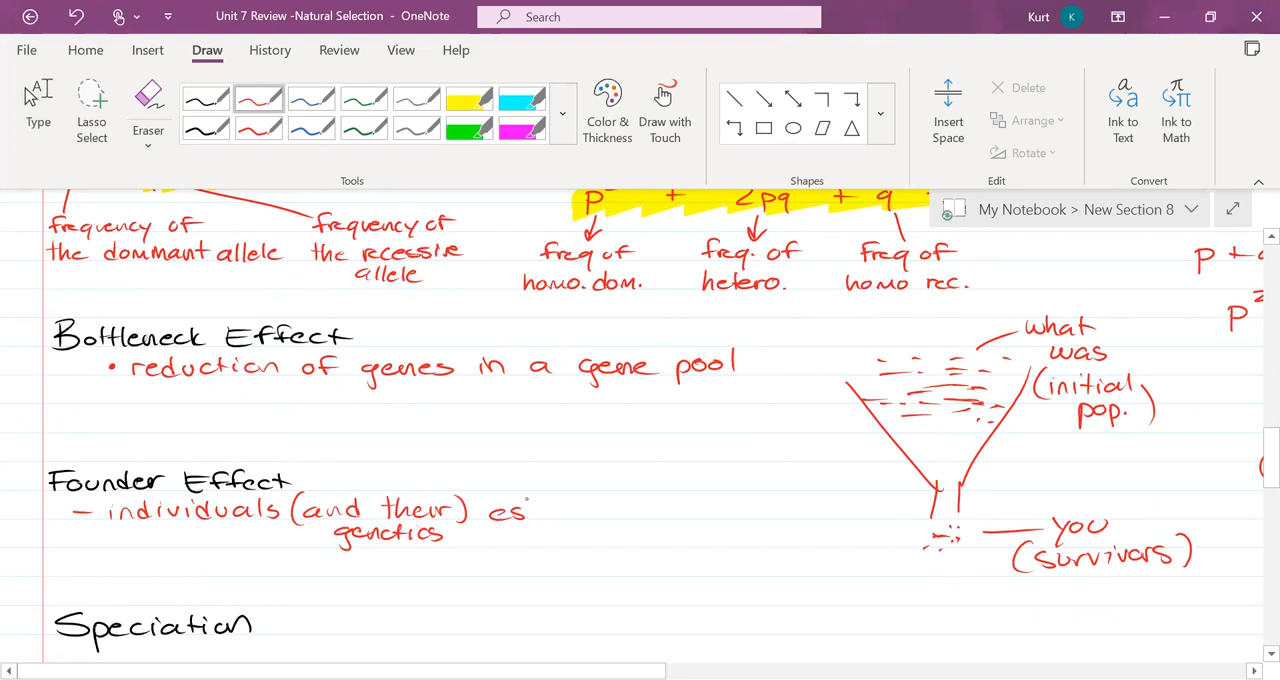 Unit 7 Review -Natural Selection - OneNote
Search
Kurt K
File Home Insert Draw History Review View Help
Type
Lasso Select
Eraser
Color & Thickness
Draw with Touch
Insert Space
Delete
Arrange
Rotate
Ink to Text
Ink to Math
Tools
Shapes
Edit
Convert
My Notebook > New Section 8
p² + 2pq + q
frequency of
the dominant allele
frequency of
the recessive
allele
freq of
homo. dom.
freq. of
hetero.
freq of
homo rec.
p +
p²
Bottleneck Effect
• reduction of genes in a gene pool
what
was
(initial
pop.)
Founder Effect
- individuals (and their) es
genetics
you
(survivors)
Speciation